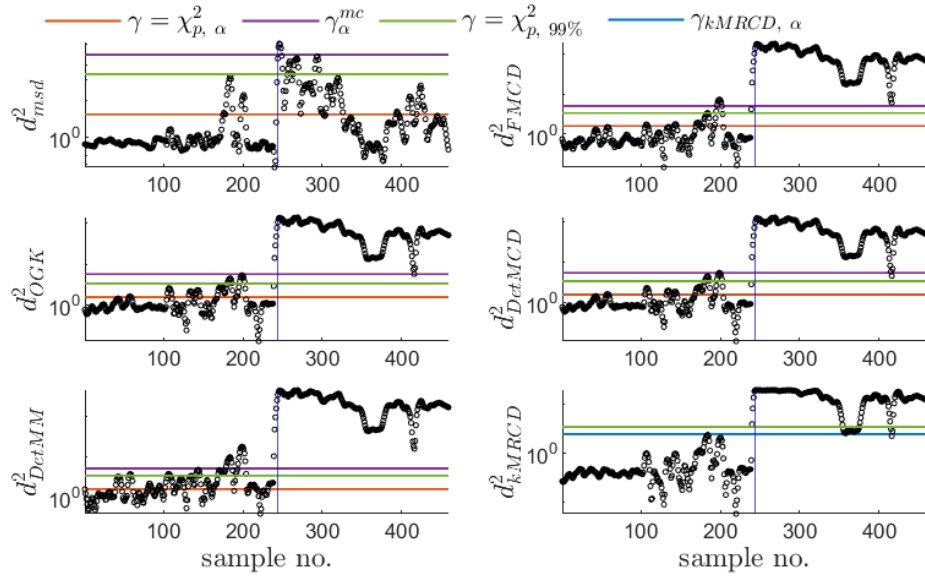 γ = χ²_{p, α} γ^{mc}_α γ = χ²_{p, 99%} γ_{kMRCD, α}
d²_{msd}
10⁰
100 200 300 400
d²_{FMCD}
10⁰
100 200 300 400
d²_{OGK}
10⁰
100 200 300 400
d²_{DetMCD}
10⁰
100 200 300 400
d²_{DetMM}
10⁰
100 200 300 400
sample no.
d²_{kMRCD}
10⁰
100 200 300 400
sample no.